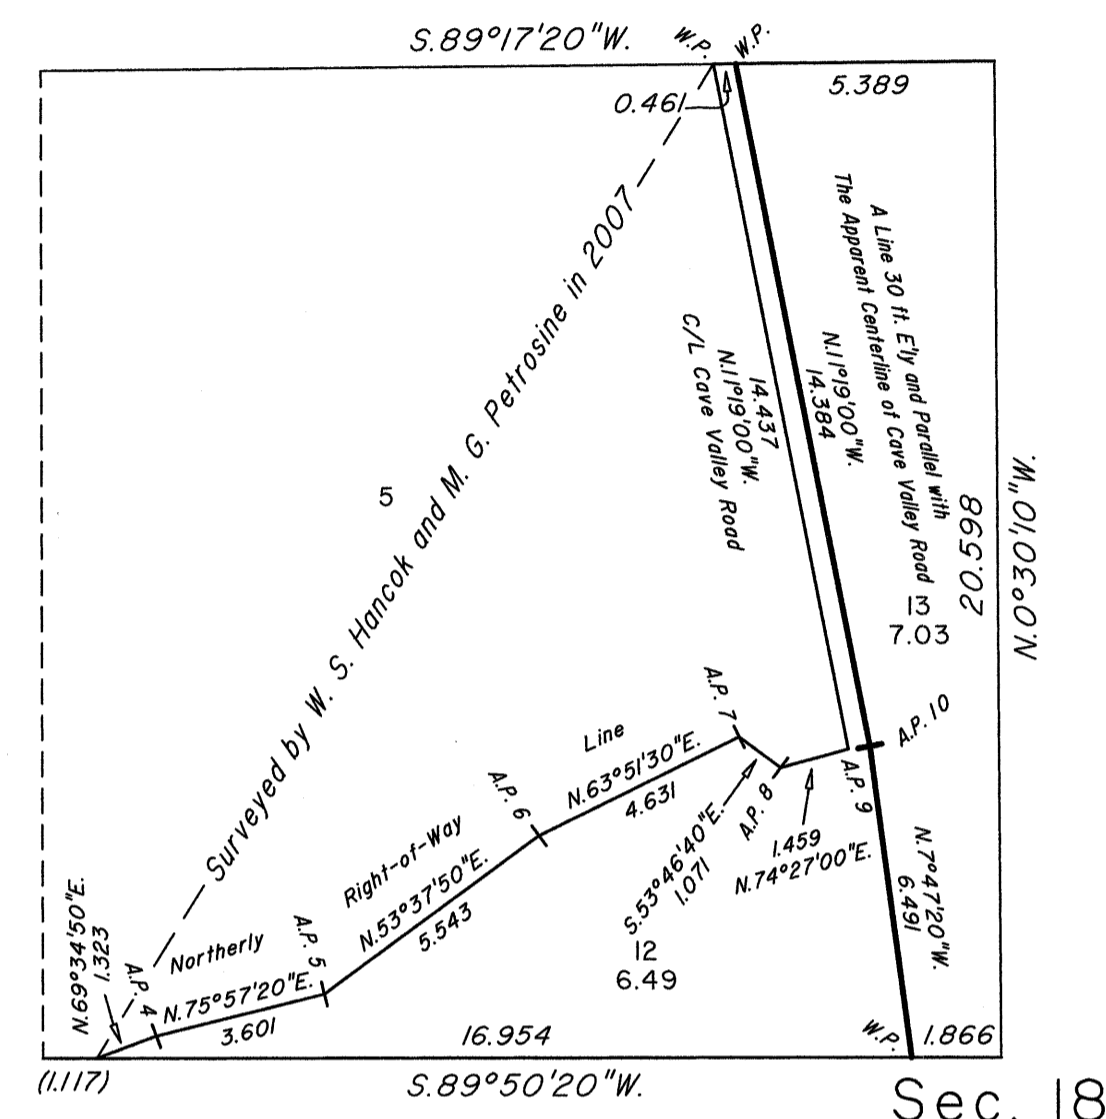 S.89°17'20"W.
W.P.
W.P.
0.461
5.389
Surveyed by W. S. Hancok and M. G. Petrosine in 2007
A Line 30 ft. E'ly and Parallel with
The Apparent Centerline of Cave Valley Road
N.11°19'00"W.
14.384
14.437
N.11°19'00"W.
C/L Cave Valley Road
5
13
7.03
20.598
N.0°30'10"W.
A.P. 10
A.P. 9
A.P. 7
Line
N.63°51'30"E.
4.631
A.P. 8
S.53°46'40"E.
1.071
1.459
N.74°27'00"E.
A.P. 6
Right-of-Way
N.53°37'50"E.
5.543
N.7°47'20"W.
6.491
12
6.49
A.P. 5
Northerly
N.75°57'20"E.
3.601
A.P. 4
N.69°34'50"E.
1.323
16.954
W.P.
1.866
(1.117)
S.89°50'20"W.
Sec. 18